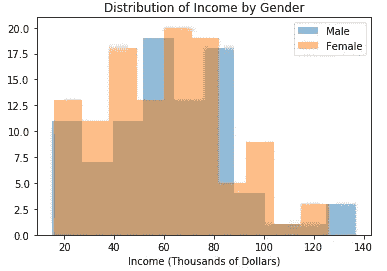 Distribution of Income by Gender
Male
Female
20.0
17.5
15.0
12.5
10.0
7.5
5.0
2.5
0.0
20 40 60 80 100 120 140
Income (Thousands of Dollars)